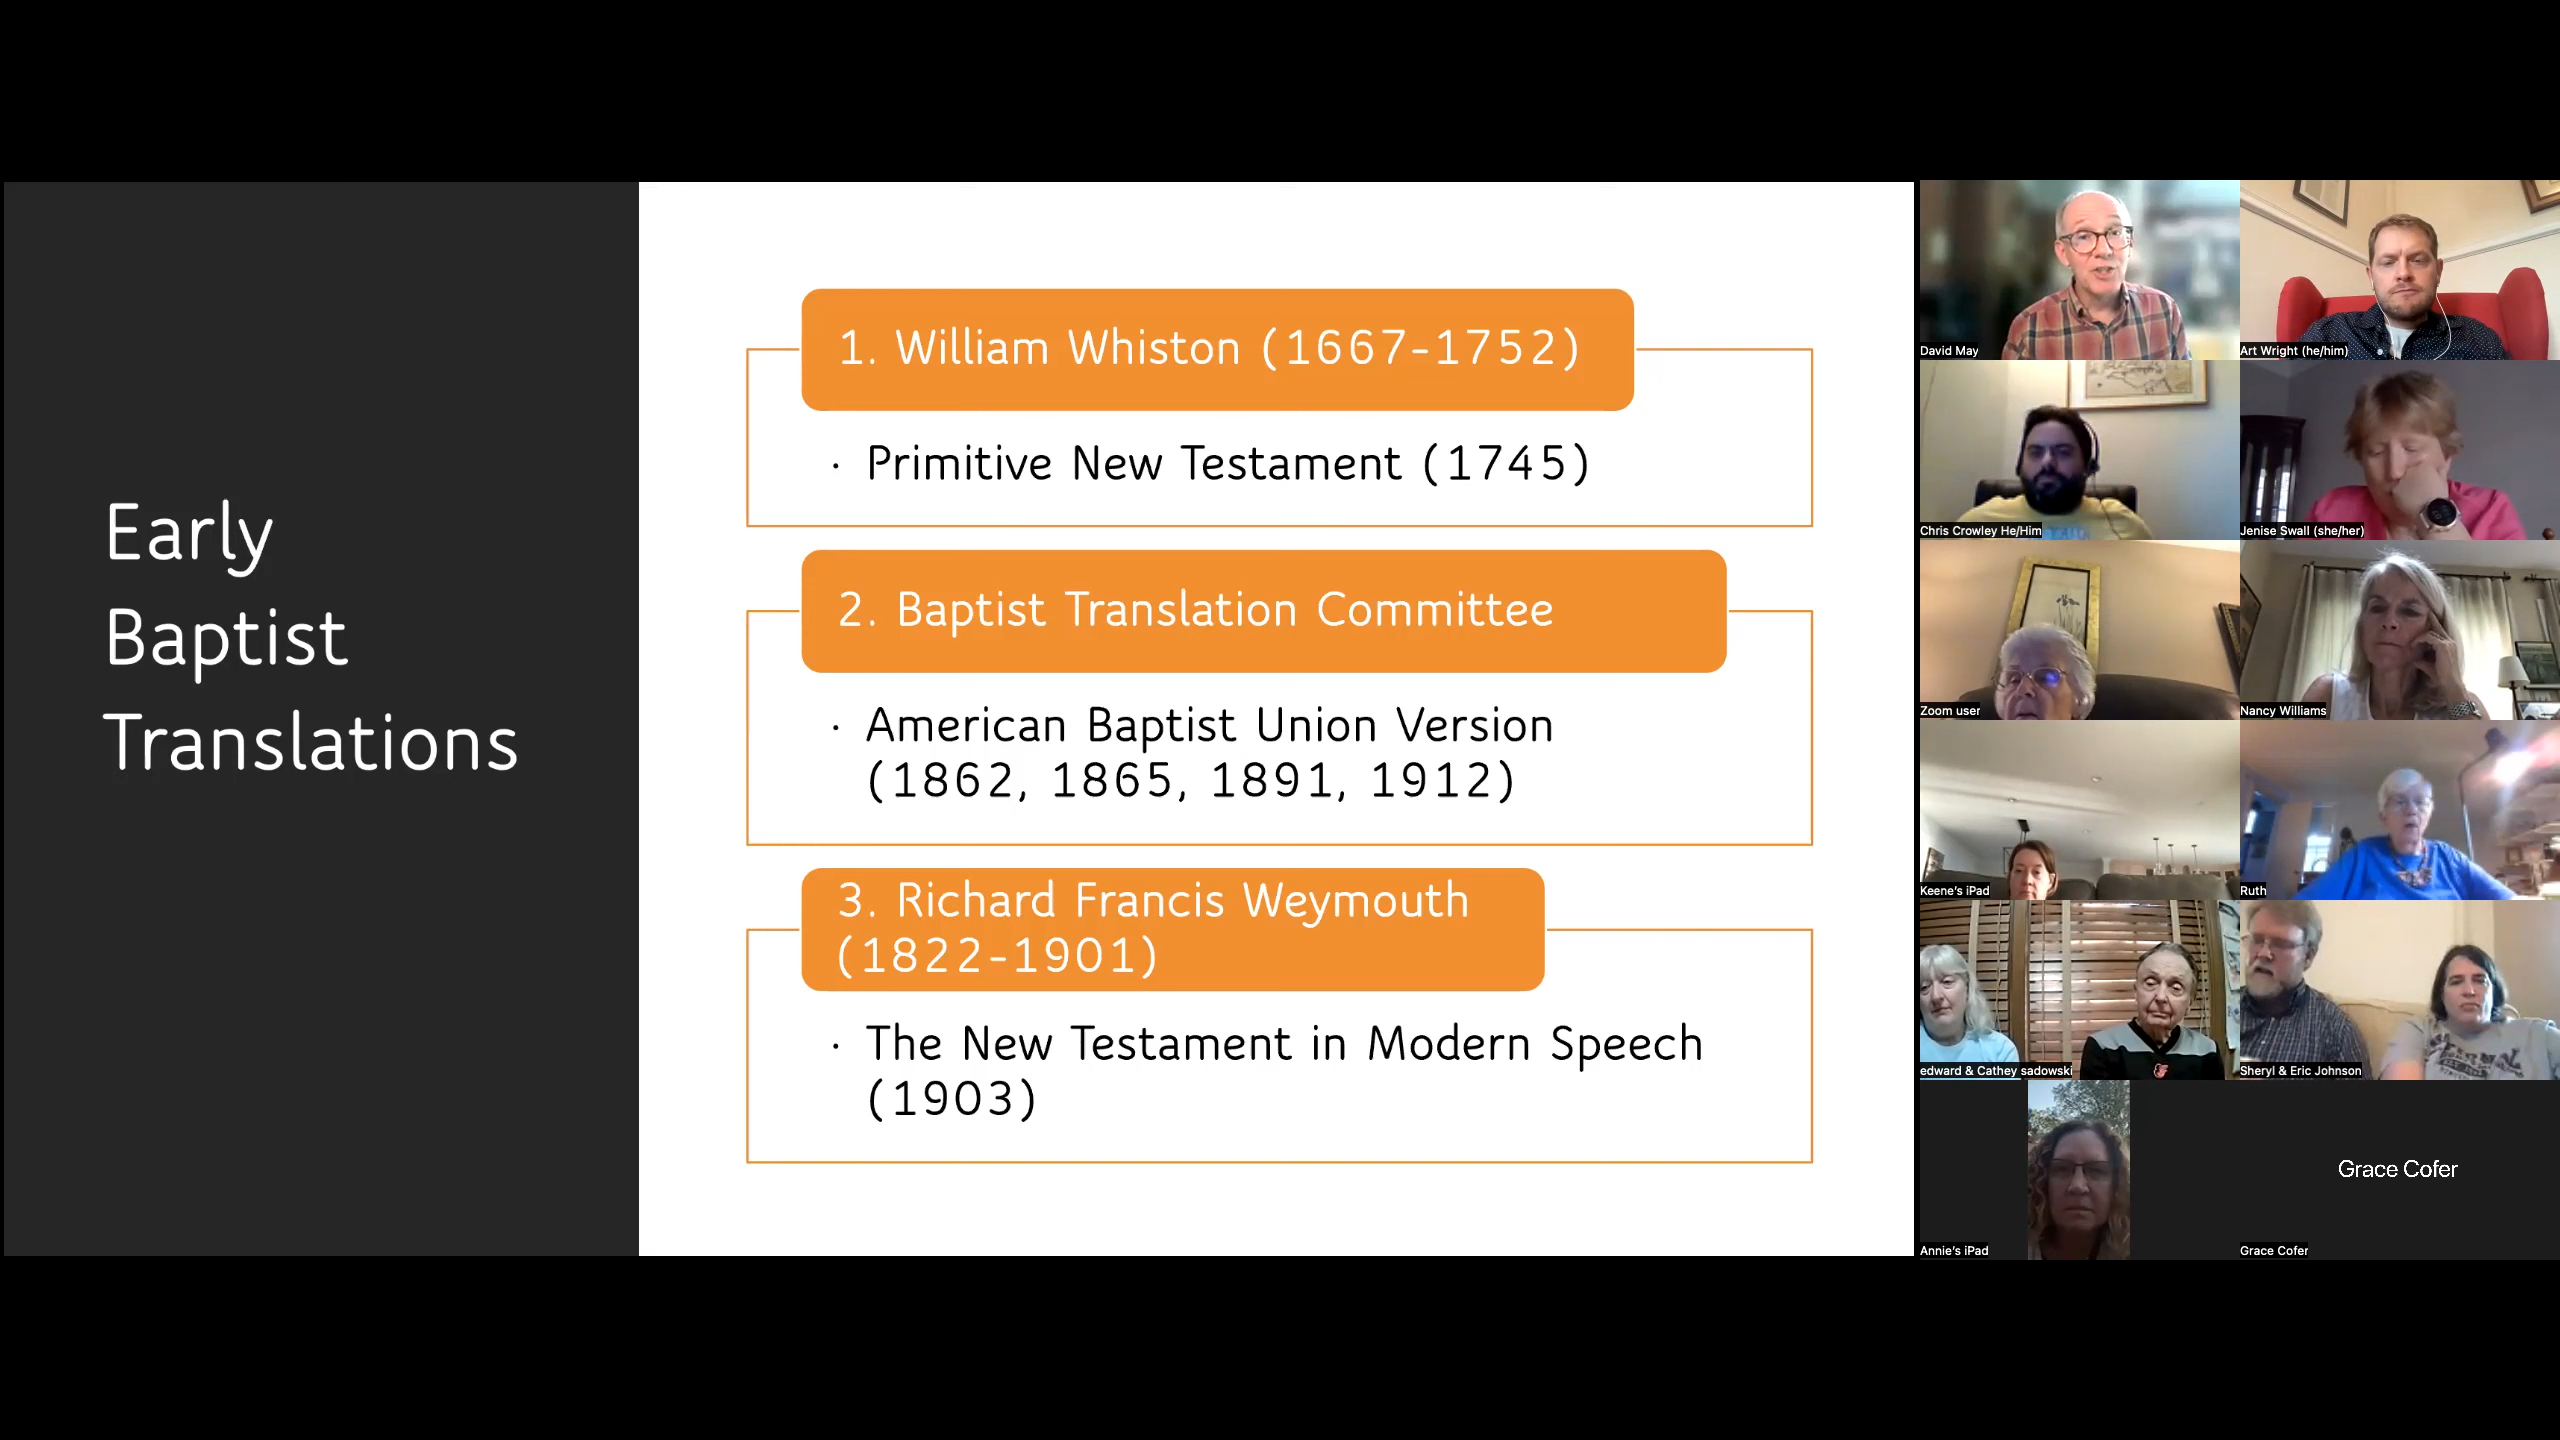 Early
Baptist
Translations
1. William Whiston (1667-1752)
· Primitive New Testament (1745)
2. Baptist Translation Committee
· American Baptist Union Version
(1862, 1865, 1891, 1912)
3. Richard Francis Weymouth
(1822-1901)
· The New Testament in Modern Speech
(1903)
David May
Art Wright (he/him)
Chris Crowley He/Him
Jenise Swall (she/her)
Zoom user
Nancy Williams
Keene's iPad
Ruth
edward & Cathey sadowski
Sheryl & Eric Johnson
Annie's iPad
Grace Cofer
Grace Cofer